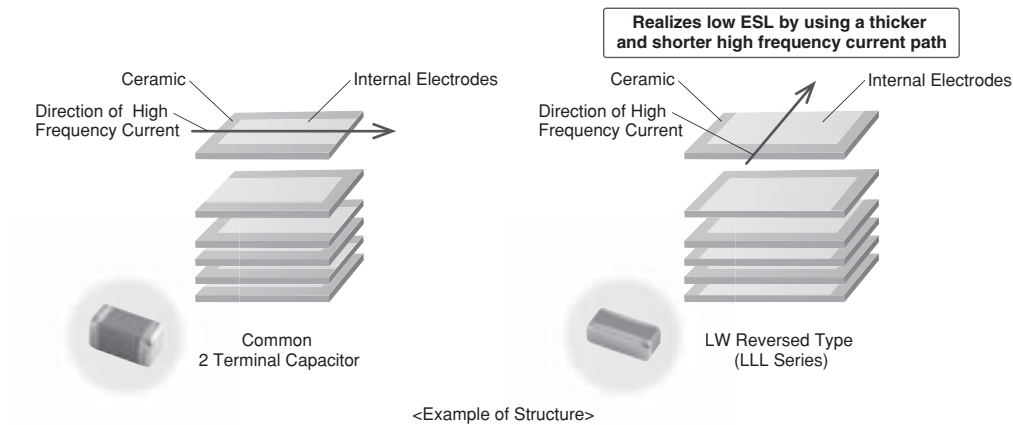 Realizes low ESL by using a thicker
and shorter high frequency current path
Ceramic
Internal Electrodes
Direction of High
Frequency Current
Common
2 Terminal Capacitor
Ceramic
Internal Electrodes
Direction of High
Frequency Current
LW Reversed Type
(LLL Series)
<Example of Structure>